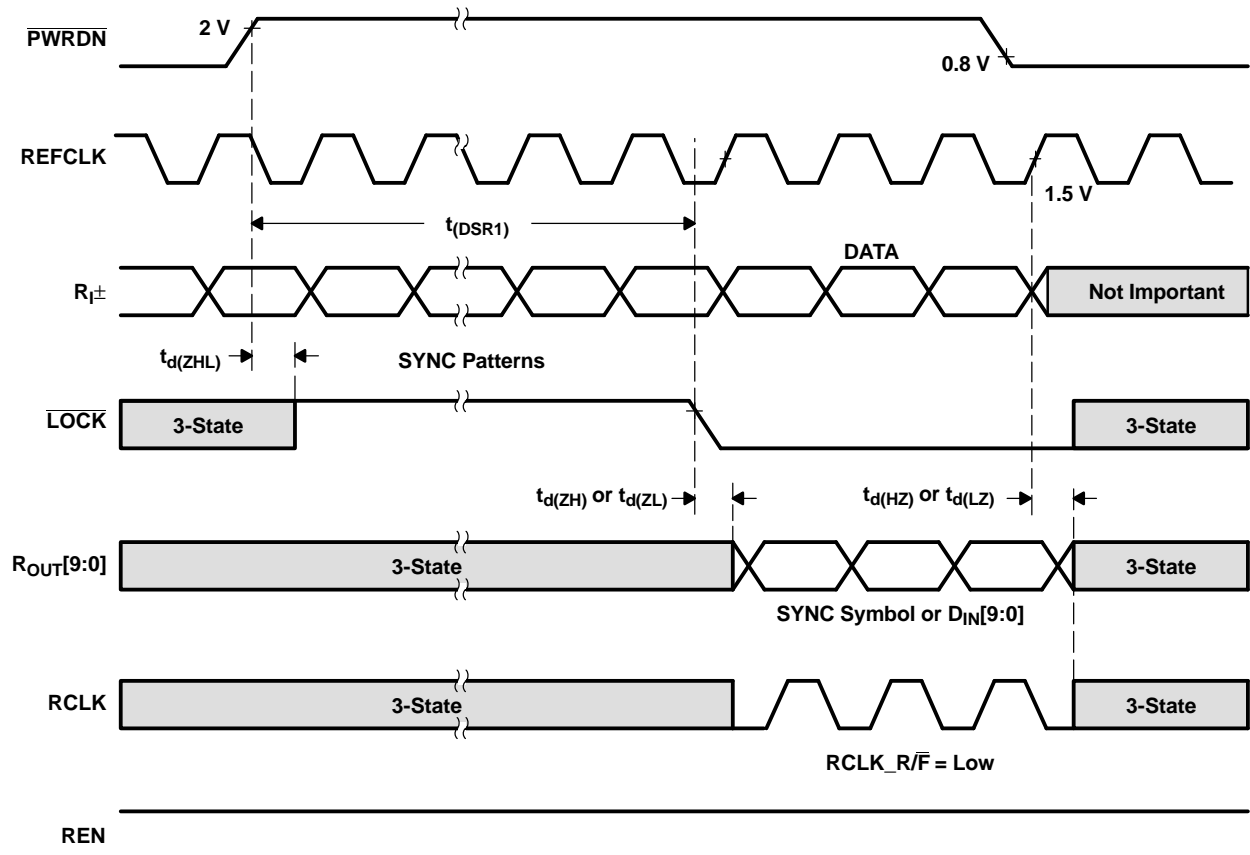 PWRDN
2 V
0.8 V
REFCLK
1.5 V
t(DSR1)
DATA
RI±
Not Important
td(ZHL)
SYNC Patterns
LOCK
3-State
3-State
td(ZH) or td(ZL)
td(HZ) or td(LZ)
ROUT[9:0]
3-State
3-State
SYNC Symbol or DIN[9:0]
RCLK
3-State
3-State
RCLK_R/F̅ = Low
REN